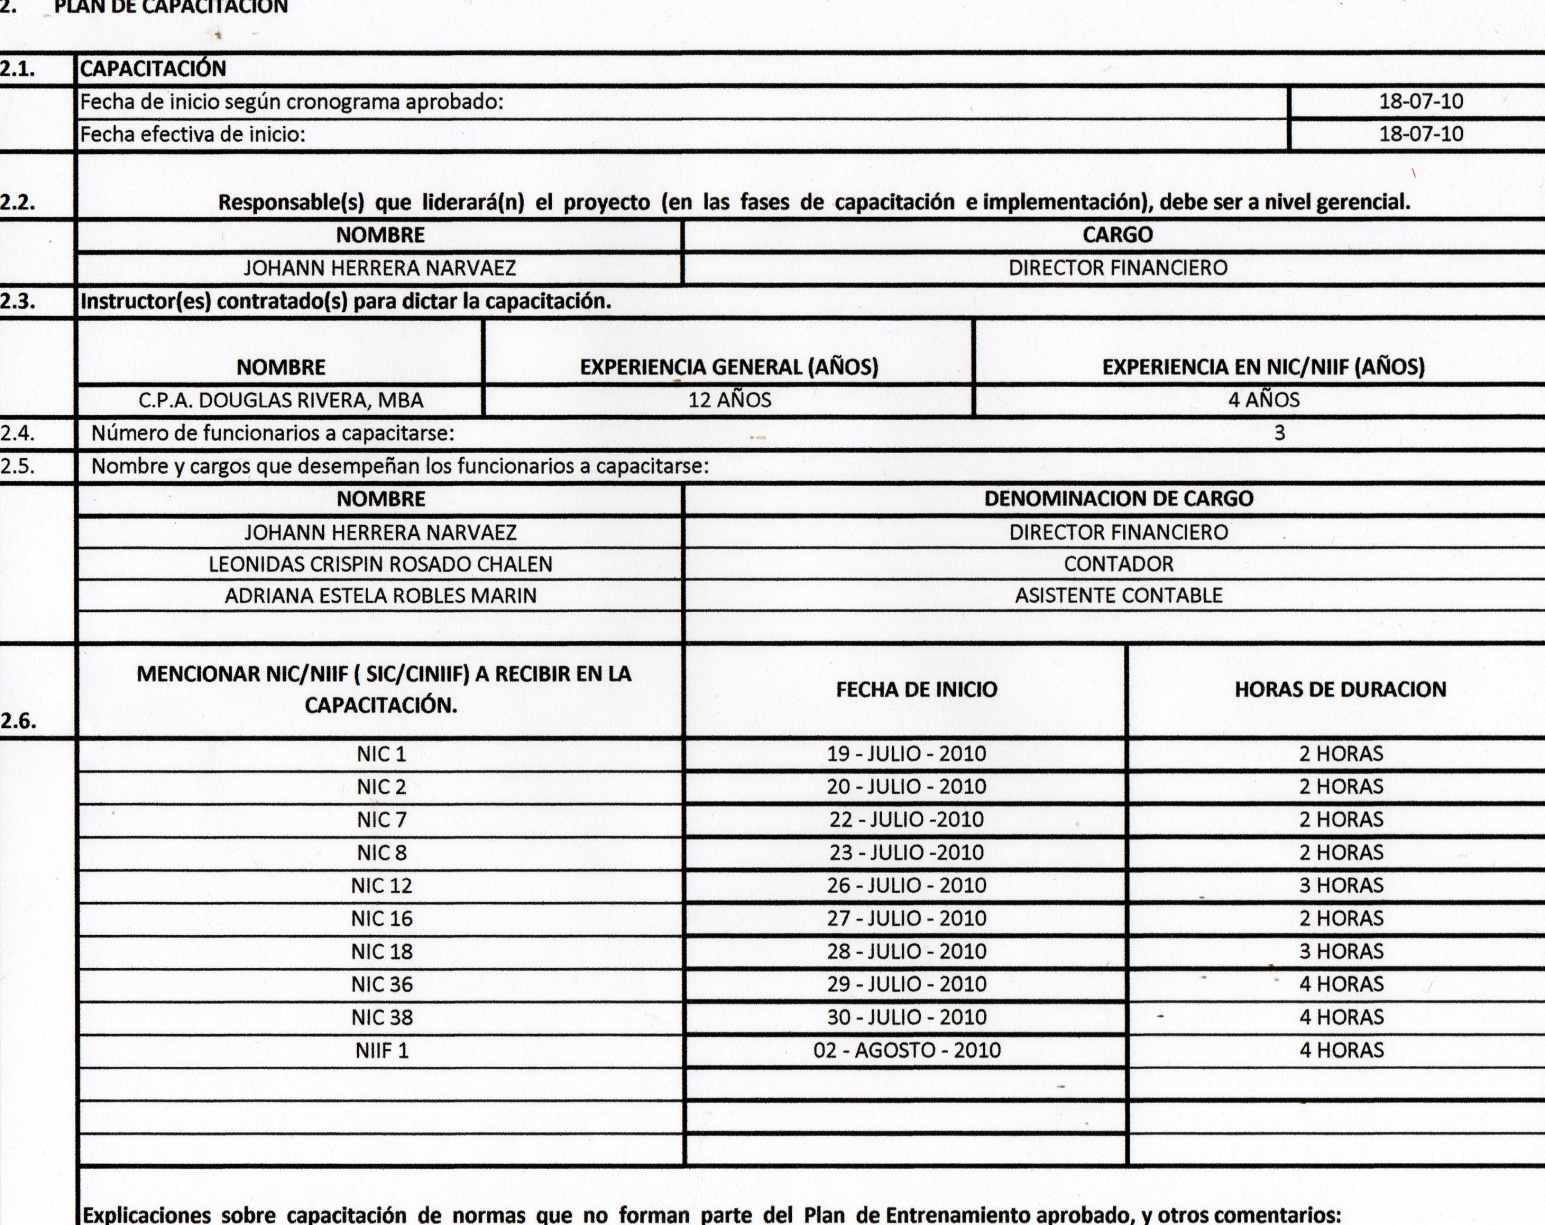 2. PLAN DE CAPACITACIÓN
2.1. CAPACITACIÓN
Fecha de inicio según cronograma aprobado: 18-07-10
Fecha efectiva de inicio: 18-07-10
2.2. Responsable(s) que liderará(n) el proyecto (en las fases de capacitación e implementación), debe ser a nivel gerencial.
NOMBRE CARGO
JOHANN HERRERA NARVAEZ DIRECTOR FINANCIERO
2.3. Instructor(es) contratado(s) para dictar la capacitación.
NOMBRE EXPERIENCIA GENERAL (AÑOS) EXPERIENCIA EN NIC/NIIF (AÑOS)
C.P.A. DOUGLAS RIVERA, MBA 12 AÑOS 4 AÑOS
2.4. Número de funcionarios a capacitarse: 3
2.5. Nombre y cargos que desempeñan los funcionarios a capacitarse:
NOMBRE DENOMINACION DE CARGO
JOHANN HERRERA NARVAEZ DIRECTOR FINANCIERO
LEONIDAS CRISPIN ROSADO CHALEN CONTADOR
ADRIANA ESTELA ROBLES MARIN ASISTENTE CONTABLE
MENCIONAR NIC/NIIF ( SIC/CINIIF) A RECIBIR EN LA
CAPACITACIÓN. FECHA DE INICIO HORAS DE DURACION
2.6.
NIC 1 19 - JULIO - 2010 2 HORAS
NIC 2 20 - JULIO - 2010 2 HORAS
NIC 7 22 - JULIO -2010 2 HORAS
NIC 8 23 - JULIO -2010 2 HORAS
NIC 12 26 - JULIO - 2010 3 HORAS
NIC 16 27 - JULIO - 2010 2 HORAS
NIC 18 28 - JULIO - 2010 3 HORAS
NIC 36 29 - JULIO - 2010 4 HORAS
NIC 38 30 - JULIO - 2010 4 HORAS
NIIF 1 02 - AGOSTO - 2010 4 HORAS
Explicaciones sobre capacitación de normas que no forman parte del Plan de Entrenamiento aprobado, y otros comentarios: